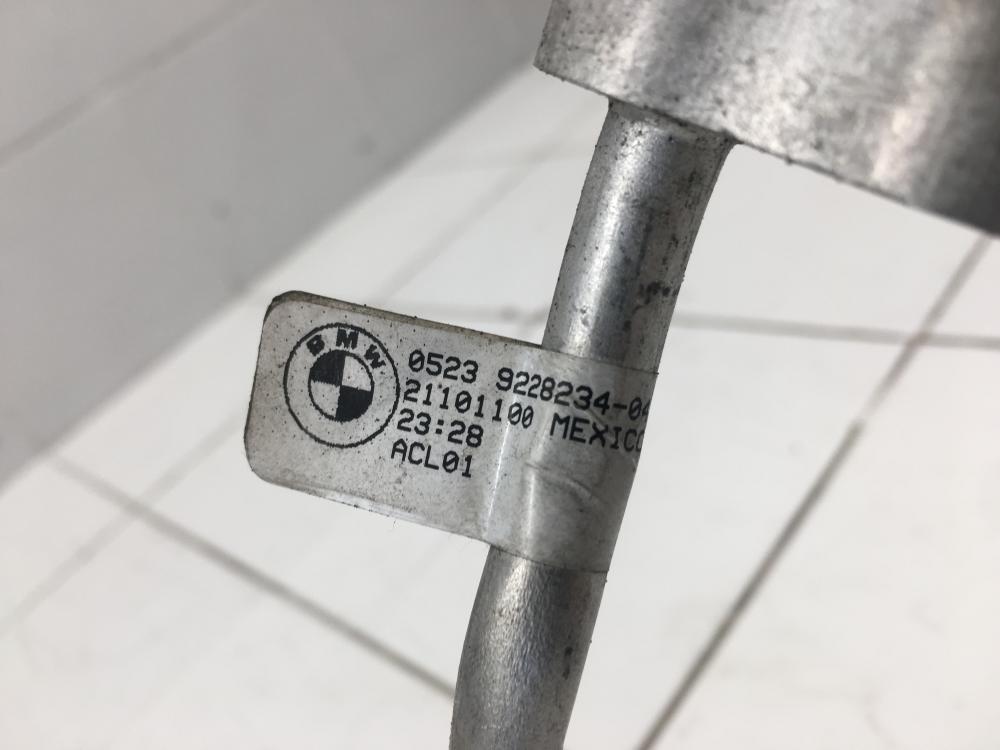 BMW
0523 9228234-04
21101100 MEXICO
23:28
ACL01